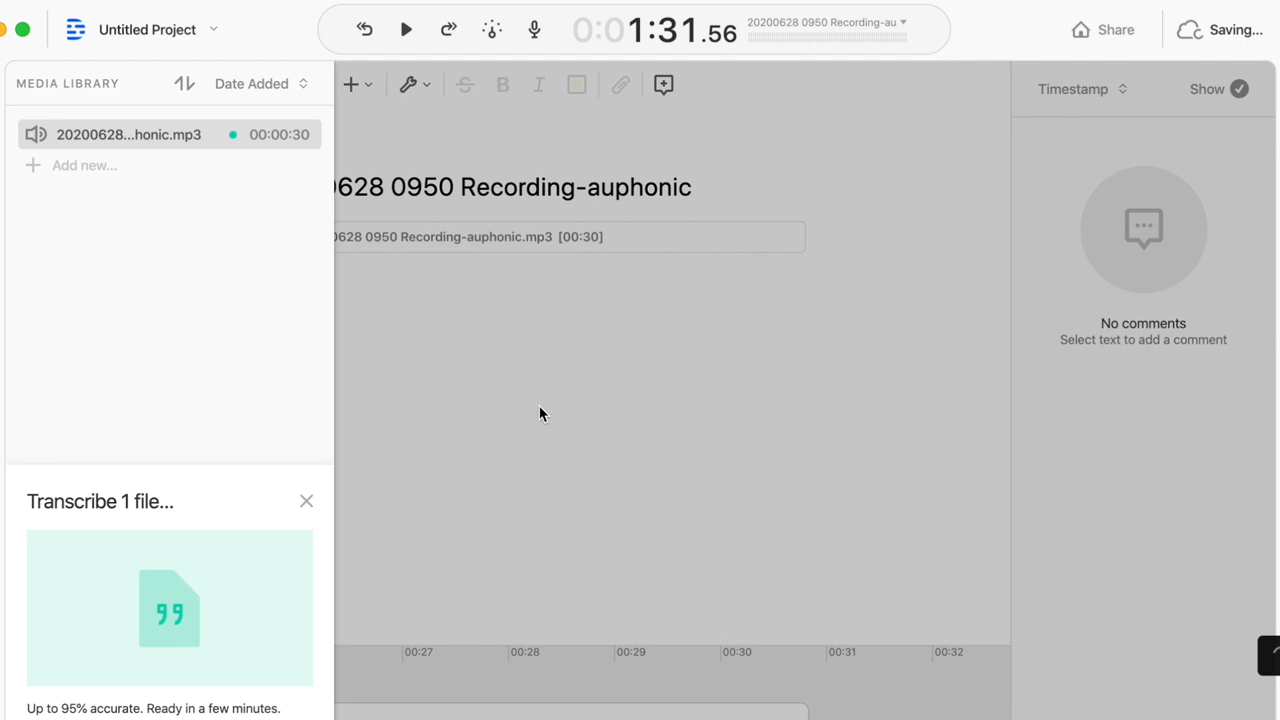 Untitled Project
0:01:31.56
20200628 0950 Recording-au
Share
Saving...
MEDIA LIBRARY
Date Added
20200628...honic.mp3 00:00:30
Add new...
S B I
0628 0950 Recording-auphonic
0628 0950 Recording-auphonic.mp3 [00:30]
Timestamp
Show
No comments
Select text to add a comment
Transcribe 1 file...
Up to 95% accurate. Ready in a few minutes.
00:27 00:28 00:29 00:30 00:31 00:32